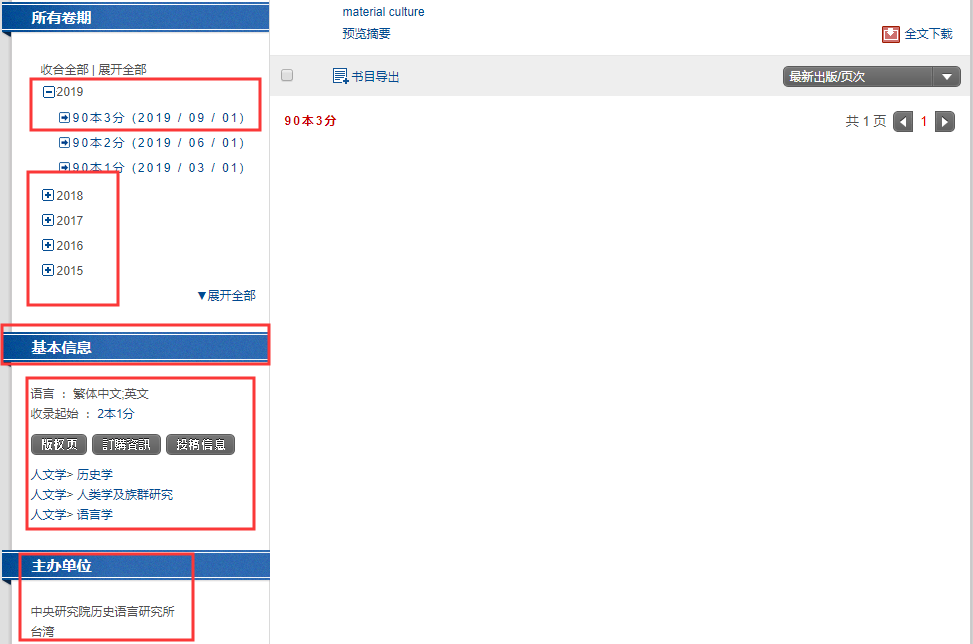 所有卷期
收合全部 | 展开全部
2019
90本3分 (2019 / 09 / 01)
90本2分 (2019 / 06 / 01)
90本1分 (2019 / 03 / 01)
2018
2017
2016
2015
▼展开全部
基本信息
语言 ： 繁体中文;英文
收录起始 ： 2本1分
版权页 訂購資訊 投稿信息
人文学> 历史学
人文学> 人类学及族群研究
人文学> 语言学
主办单位
中央研究院历史语言研究所
台湾
material culture
预览摘要
全文下载
书目导出
最新出版/页次
90本3分
共 1 页 1